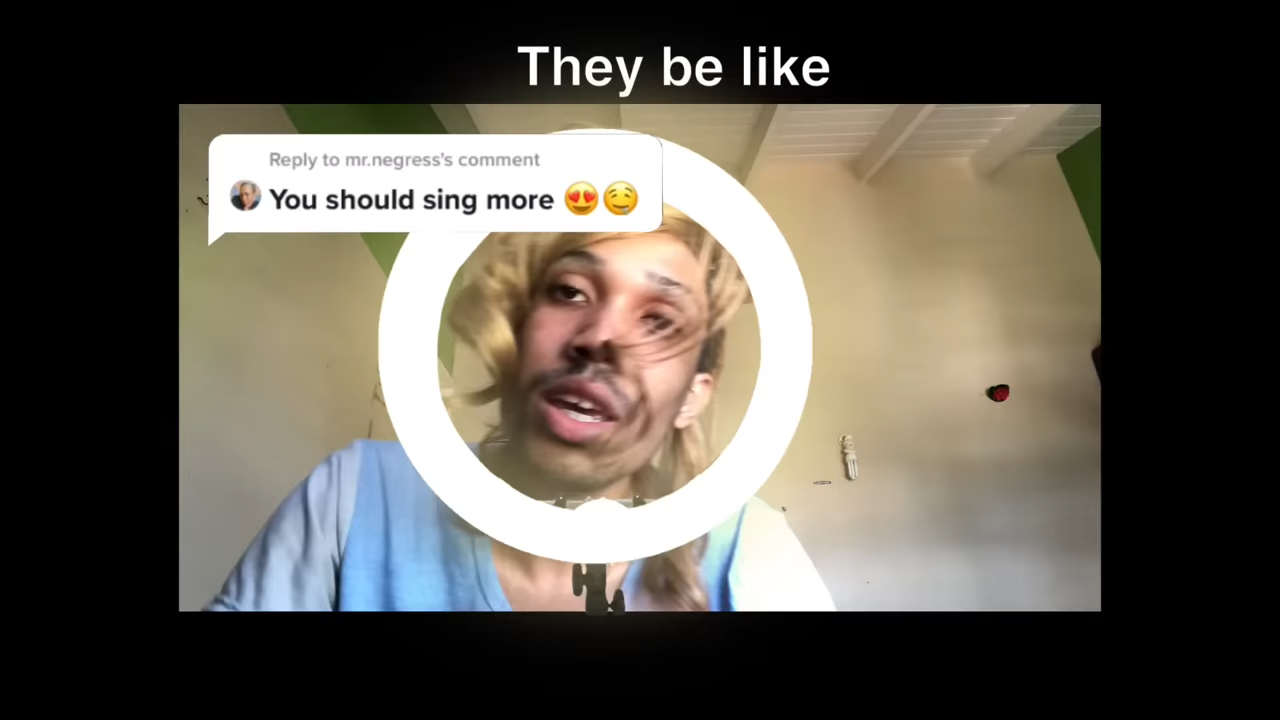 They be like
Reply to mr.negress's comment
You should sing more 😍🤤